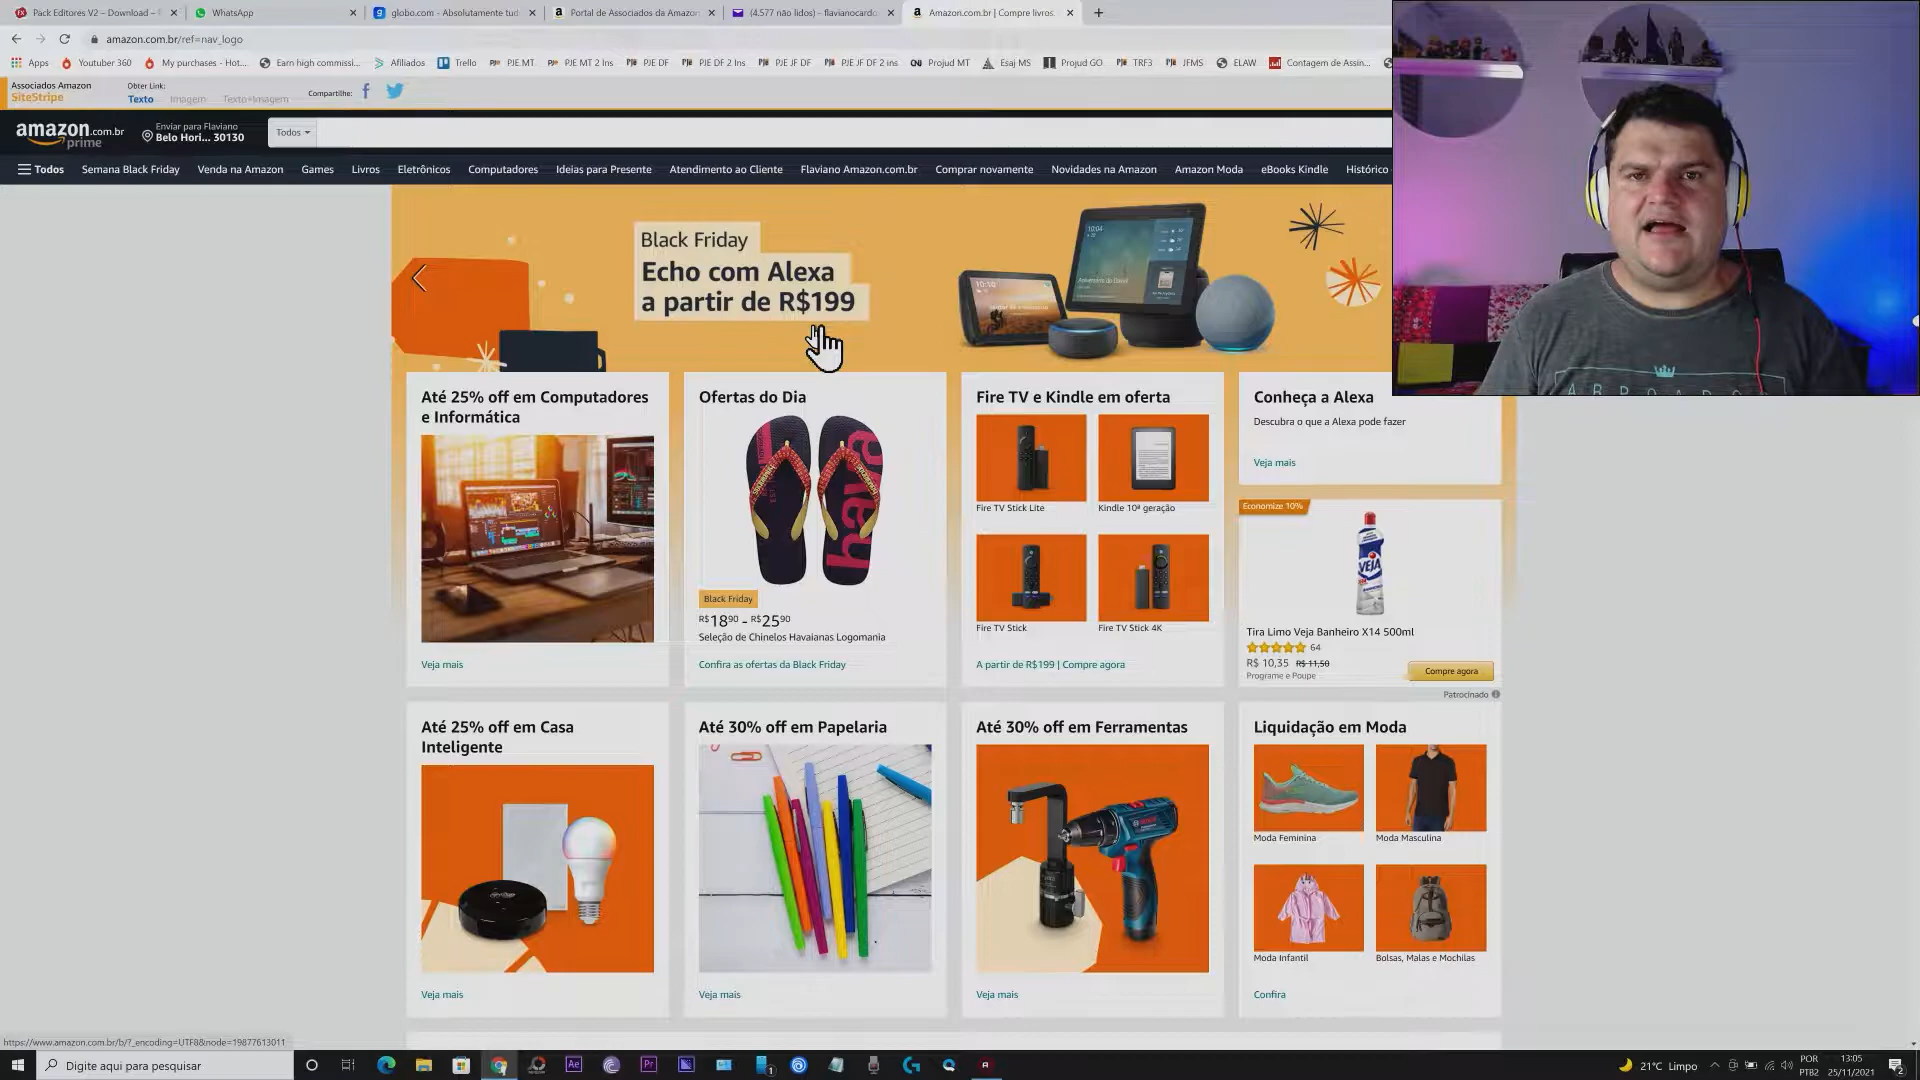 Pack Editores V2 – Download –
WhatsApp
globo.com - Absolutamente tud
Portal de Associados da Amazon
(4.577 não lidos) - flavianocardo
Amazon.com.br | Compre livros,
amazon.com.br/ref=nav_logo
Apps
Youtuber 360
My purchases - Hot...
Earn high commissi...
Afiliados
Trello
PJE MT
PJE MT 2 Ins
PJE DF
PJE DF 2 Ins
PJE JF DF
PJE JF DF 2 ins
Projud MT
Esaj MS
Projud GO
TRF3
JFMS
ELAW
Contagem de Assin...
Associados Amazon
SiteStripe
Obter Link:
Texto
Imagem
Texto+Imagem
Compartilhe:
amazon.com.br
prime
Enviar para Flaviano
Belo Hori... 30130
Todos
Todos
Semana Black Friday
Venda na Amazon
Games
Livros
Eletrônicos
Computadores
Ideias para Presente
Atendimento ao Cliente
Flaviano Amazon.com.br
Comprar novamente
Novidades na Amazon
Amazon Moda
eBooks Kindle
Histórico
Black Friday
Echo com Alexa
a partir de R$199
Até 25% off em Computadores
e Informática
Veja mais
Ofertas do Dia
Black Friday
R$1890 - R$2590
Seleção de Chinelos Havaianas Logomania
Confira as ofertas da Black Friday
Fire TV e Kindle em oferta
Fire TV Stick Lite
Kindle 10ª geração
Fire TV Stick
Fire TV Stick 4K
A partir de R$199 | Compre agora
Conheça a Alexa
Descubra o que a Alexa pode fazer
Veja mais
Economize 10%
VEJA
Tira Limo Veja Banheiro X14 500ml
64
R$ 10,35 R$ 11,50
Programe e Poupe
Compre agora
Patrocinado
Até 25% off em Casa
Inteligente
Veja mais
Até 30% off em Papelaria
Veja mais
Até 30% off em Ferramentas
Veja mais
Liquidação em Moda
Moda Feminina
Moda Masculina
Moda Infantil
Bolsas, Malas e Mochilas
Confira
https://www.amazon.com.br/b/?_encoding=UTF8&node=19877613011
Digite aqui para pesquisar
21°C Limpo
POR
PTB2
13:05
25/11/2021